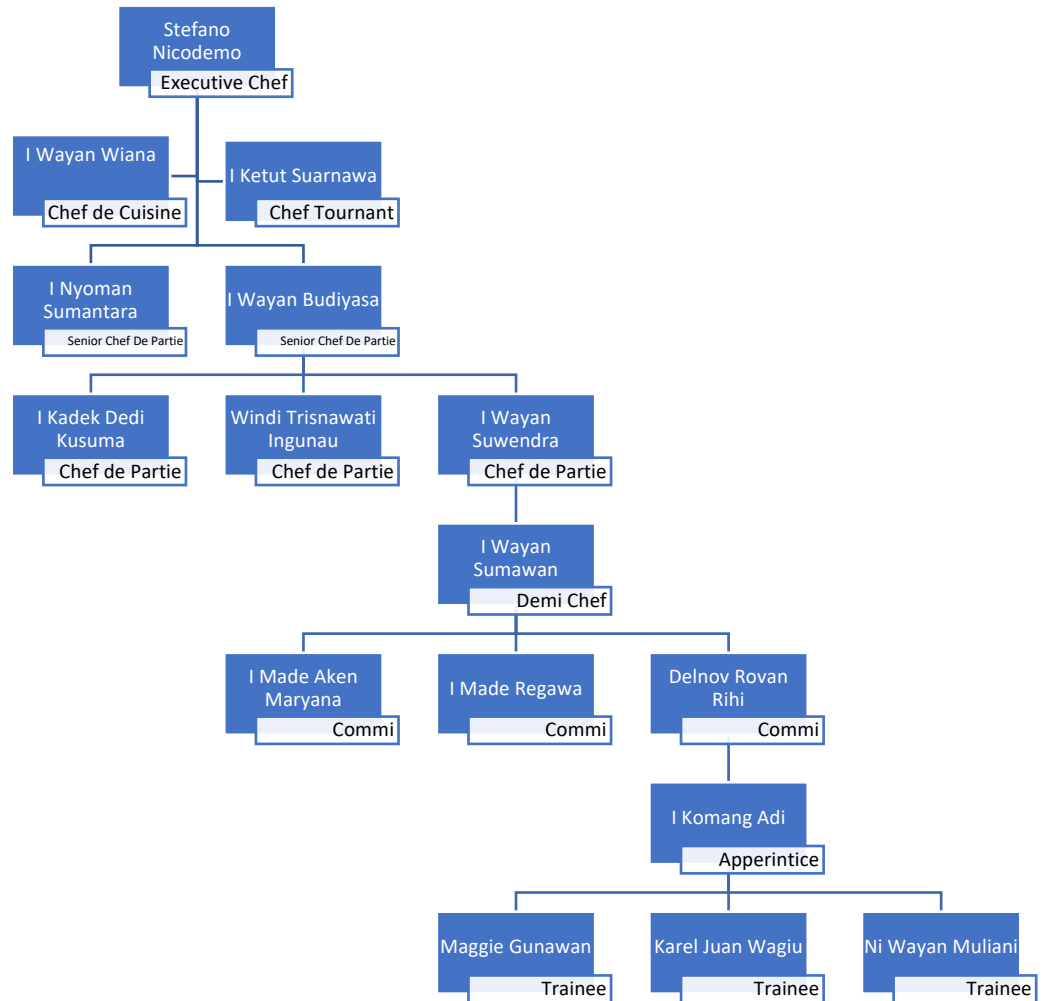 Stefano
Nicodemo
Executive Chef
I Wayan Wiana
Chef de Cuisine
I Ketut Suarnawa
Chef Tournant
I Nyoman
Sumantara
Senior Chef De Partie
I Wayan Budiyasa
Senior Chef De Partie
I Kadek Dedi
Kusuma
Chef de Partie
Windi Trisnawati
Ingunau
Chef de Partie
I Wayan
Suwendra
Chef de Partie
I Wayan
Sumawan
Demi Chef
I Made Aken
Maryana
Commi
I Made Regawa
Commi
Delnov Rovan
Rihi
Commi
I Komang Adi
Apperintice
Maggie Gunawan
Trainee
Karel Juan Wagiu
Trainee
Ni Wayan Muliani
Trainee